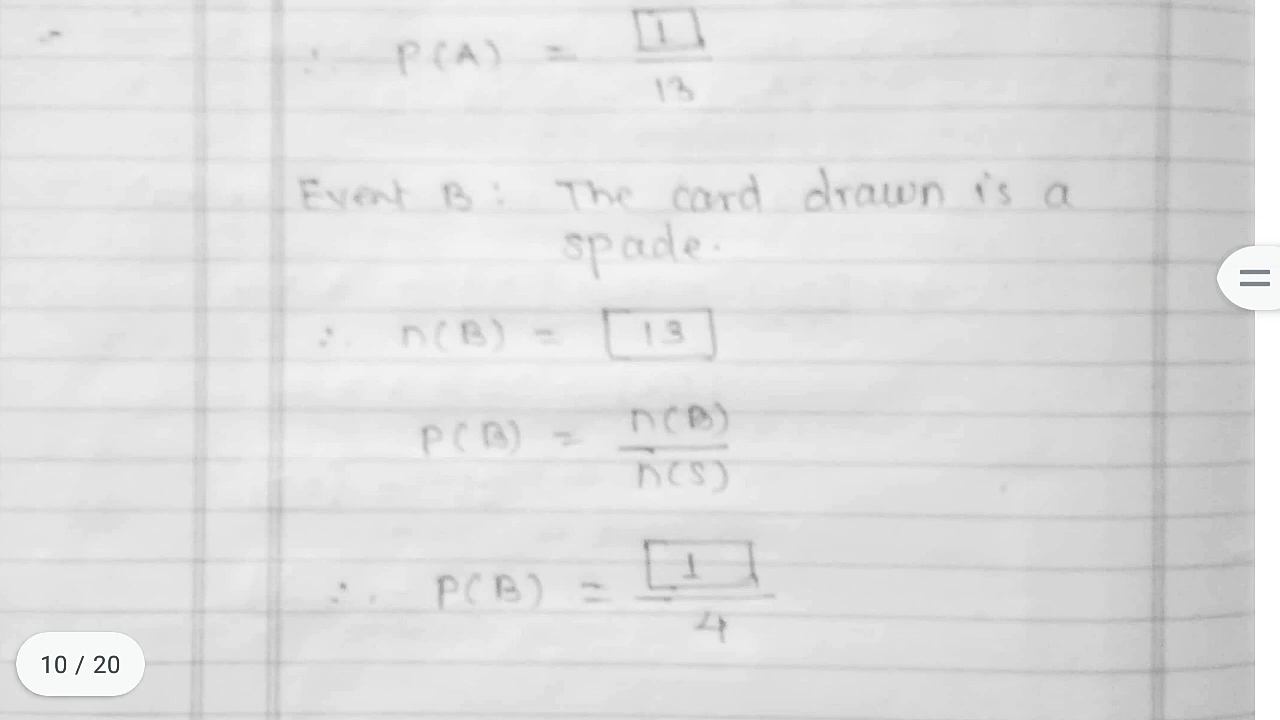 ∴ P(A) = 1/13
Event B: The card drawn is a
spade.
∴ n(B) = 13
P(B) = n(B)/n(S)
∴ P(B) = 1/4
10 / 20